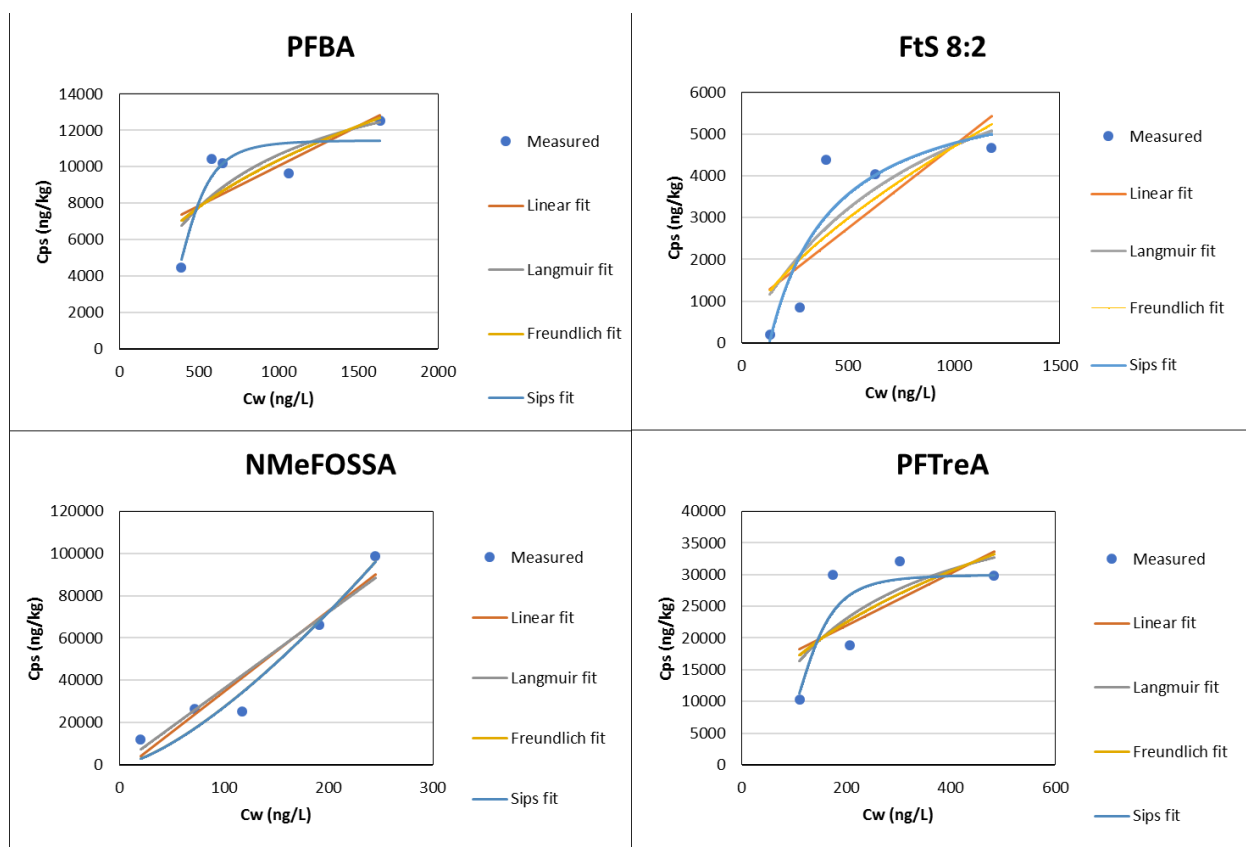 PFBA
14000
12000
10000
8000
6000
4000
2000
0
Cps (ng/kg)
0 500 1000 1500 2000
Cw (ng/L)
Measured
Linear fit
Langmuir fit
Freundlich fit
Sips fit
FtS 8:2
6000
5000
4000
3000
2000
1000
0
Cps (ng/kg)
0 500 1000 1500
Cw (ng/L)
Measured
Linear fit
Langmuir fit
Freundlich fit
Sips fit
NMeFOSSA
120000
100000
80000
60000
40000
20000
0
Cps (ng/kg)
0 100 200 300
Cw (ng/L)
Measured
Linear fit
Langmuir fit
Freundlich fit
Sips fit
PFTreA
40000
35000
30000
25000
20000
15000
10000
5000
0
Cps (ng/kg)
0 200 400 600
Cw (ng/L)
Measured
Linear fit
Langmuir fit
Freundlich fit
Sips fit